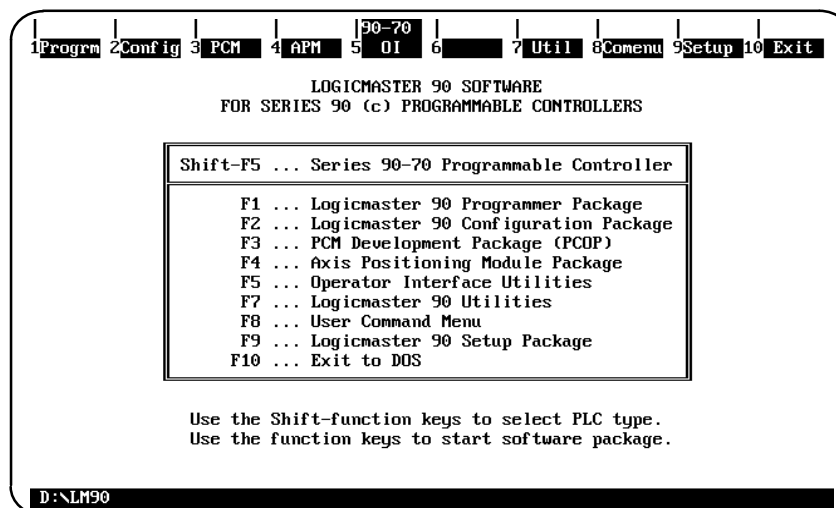 90-70
1Progrm 2Config 3 PCM 4 APM 5 OI 6 7 Util 8Comenu 9Setup 10 Exit
LOGICMASTER 90 SOFTWARE
FOR SERIES 90 (c) PROGRAMMABLE CONTROLLERS
Shift-F5 ... Series 90-70 Programmable Controller
F1 ... Logicmaster 90 Programmer Package
F2 ... Logicmaster 90 Configuration Package
F3 ... PCM Development Package (PCOP)
F4 ... Axis Positioning Module Package
F5 ... Operator Interface Utilities
F7 ... Logicmaster 90 Utilities
F8 ... User Command Menu
F9 ... Logicmaster 90 Setup Package
F10 ... Exit to DOS
Use the Shift-function keys to select PLC type.
Use the function keys to start software package.
D:\LM90